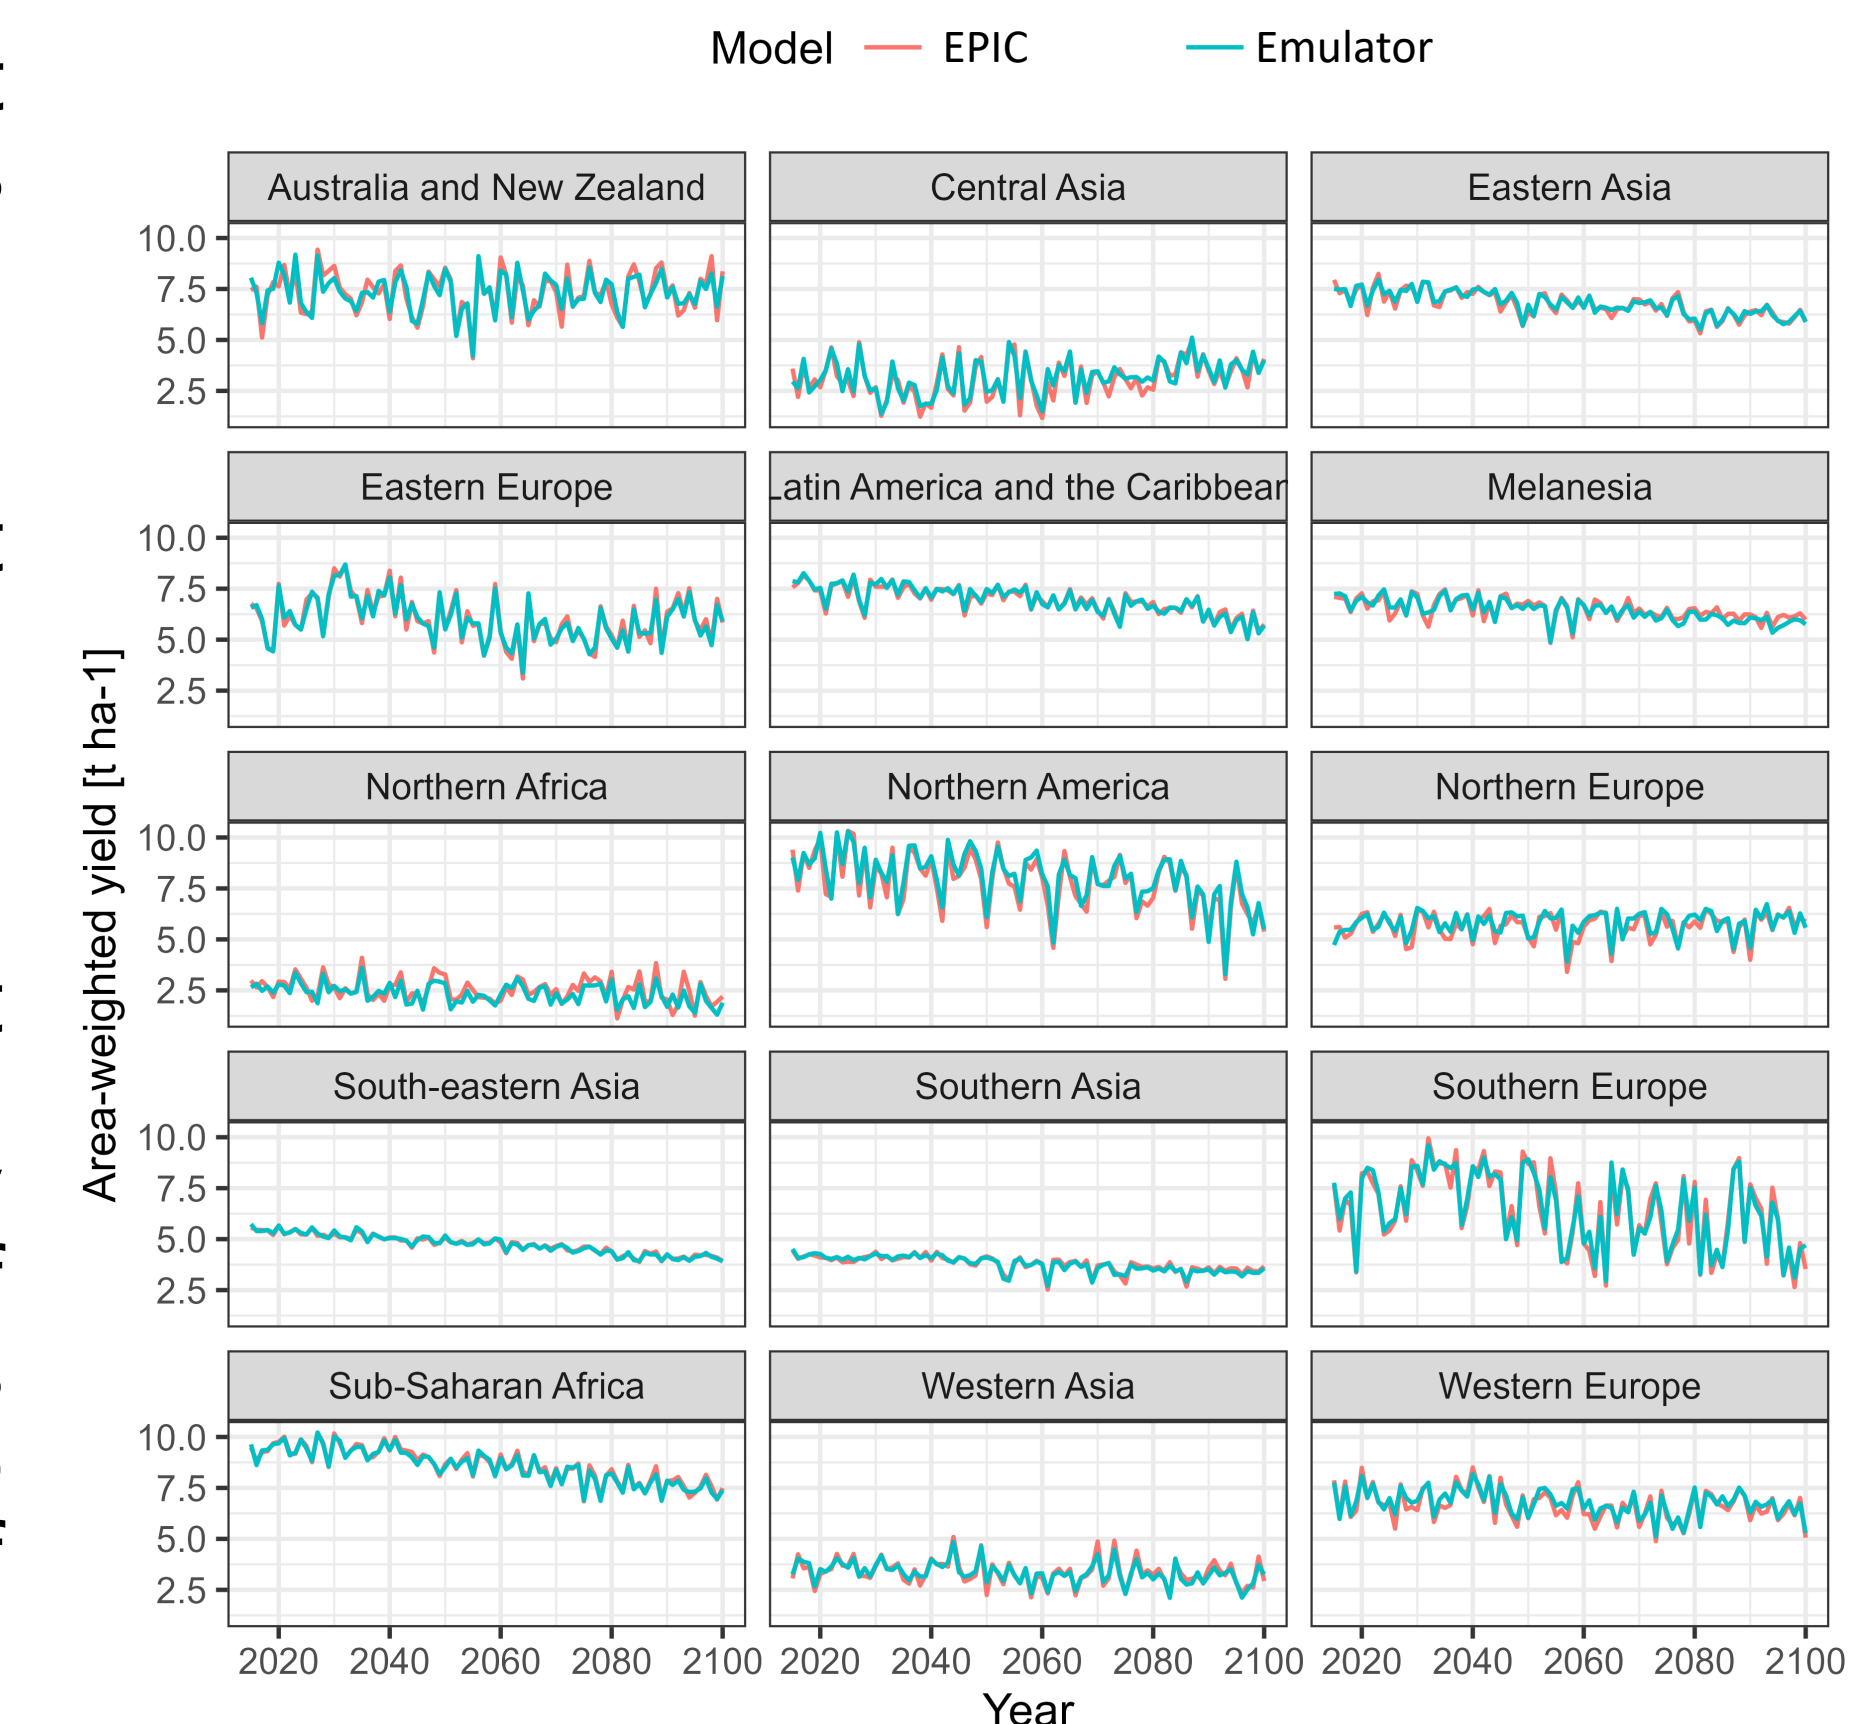 Model EPIC Emulator
Australia and New Zealand Central Asia Eastern Asia
10.0
7.5
5.0
2.5
Eastern Europe Latin America and the Caribbean Melanesia
10.0
7.5
5.0
2.5
Area-weighted yield [t ha-1]
Northern Africa Northern America Northern Europe
10.0
7.5
5.0
2.5
South-eastern Asia Southern Asia Southern Europe
10.0
7.5
5.0
2.5
Sub-Saharan Africa Western Asia Western Europe
10.0
7.5
5.0
2.5
2020 2040 2060 2080 2100 2020 2040 2060 2080 2100 2020 2040 2060 2080 2100
Year